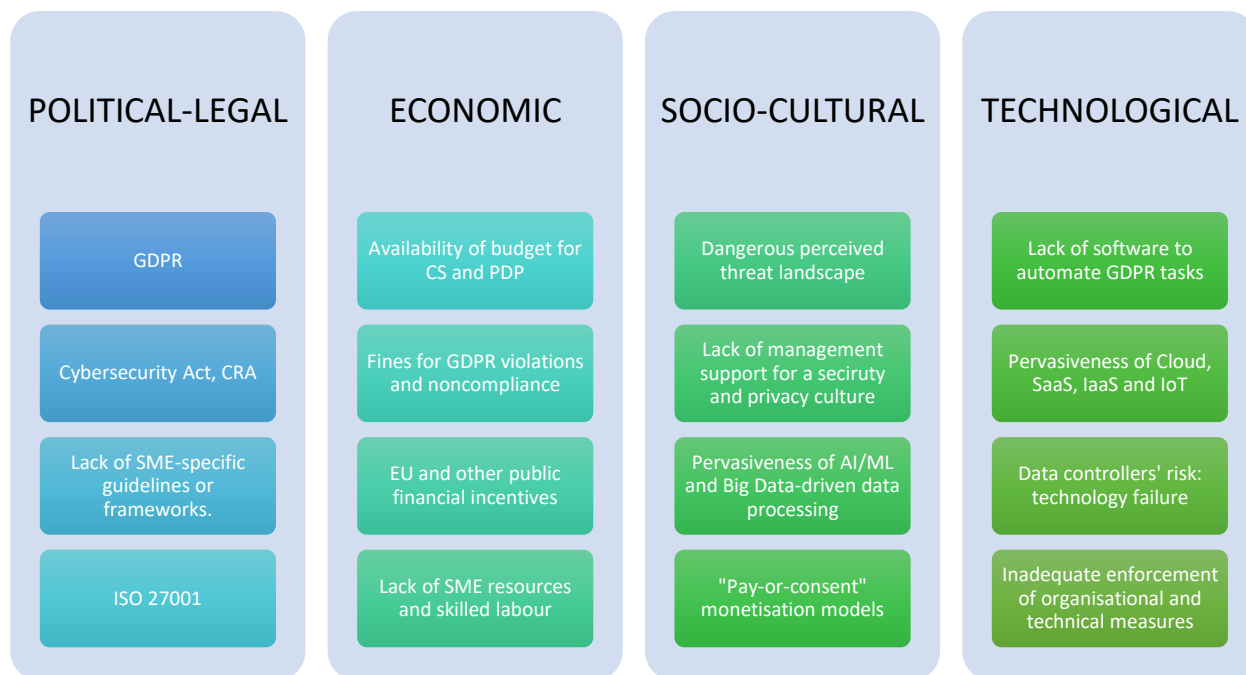 POLITICAL-LEGAL
GDPR
Cybersecurity Act, CRA
Lack of SME-specific
guidelines or
frameworks.
ISO 27001
ECONOMIC
Availability of budget for
CS and PDP
Fines for GDPR violations
and noncompliance
EU and other public
financial incentives
Lack of SME resources
and skilled labour
SOCIO-CULTURAL
Dangerous perceived
threat landscape
Lack of management
support for a seciruty
and privacy culture
Pervasiveness of AI/ML
and Big Data-driven data
processing
"Pay-or-consent"
monetisation models
TECHNOLOGICAL
Lack of software to
automate GDPR tasks
Pervasiveness of Cloud,
SaaS, IaaS and IoT
Data controllers' risk:
technology failure
Inadequate enforcement
of organisational and
technical measures